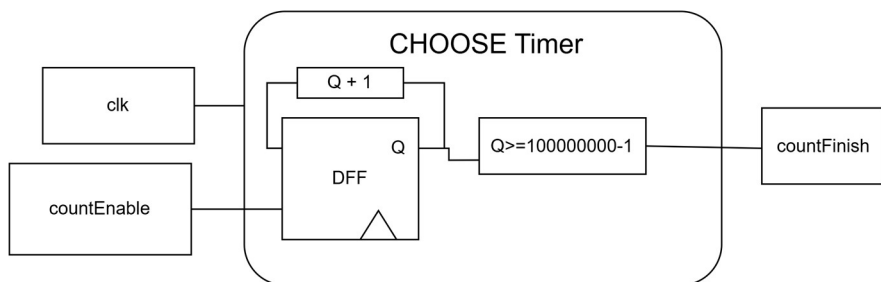 CHOOSE Timer
clk
Q + 1
Q
Q>=100000000-1
countFinish
DFF
countEnable